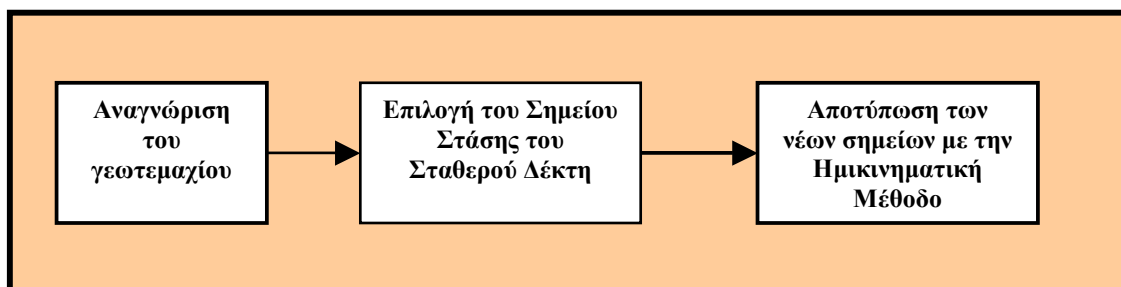 Αναγνώριση
του
γεωτεμαχίου
Επιλογή του Σημείου
Στάσης του
Σταθερού Δέκτη
Αποτύπωση των
νέων σημείων με την
Ημικινηματική
Μέθοδο